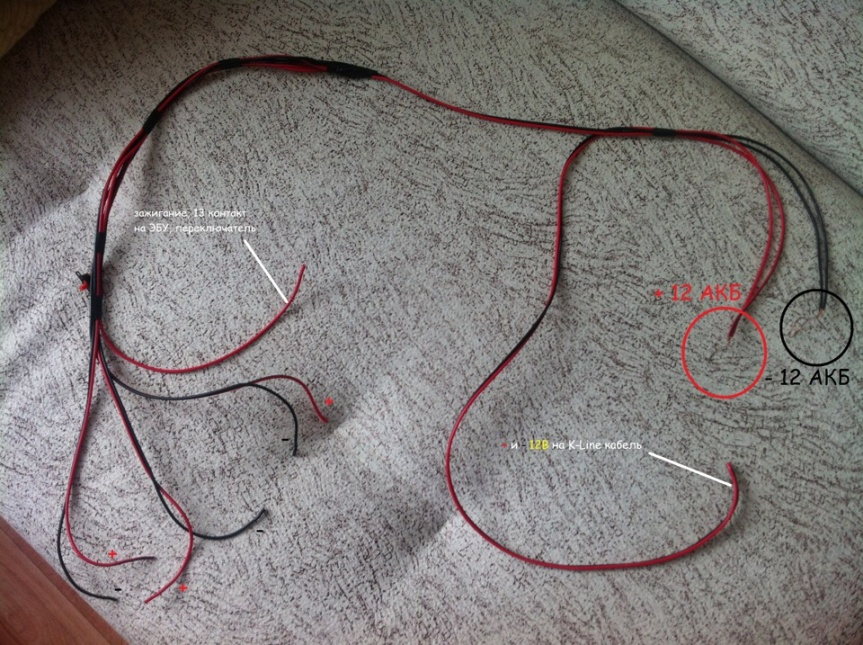 зажигание, 13 контакт
на ЭБУ, переключатель
+ 12 АКБ
- 12 АКБ
+
-
+ и - 12В на K-Line кабель
-
+
-
+